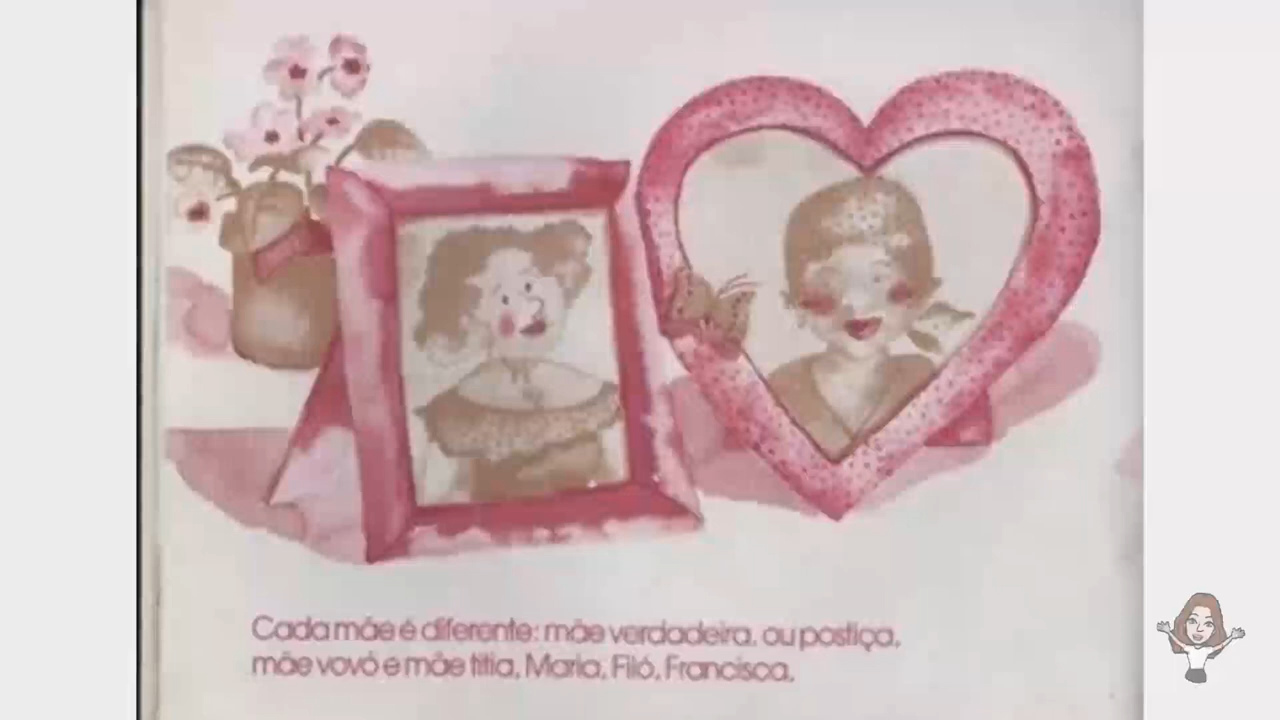 Cada mãe é diferente: mãe verdadeira, ou postiça,
mãe vovó e mãe titia, Maria, Filó, Francisca,